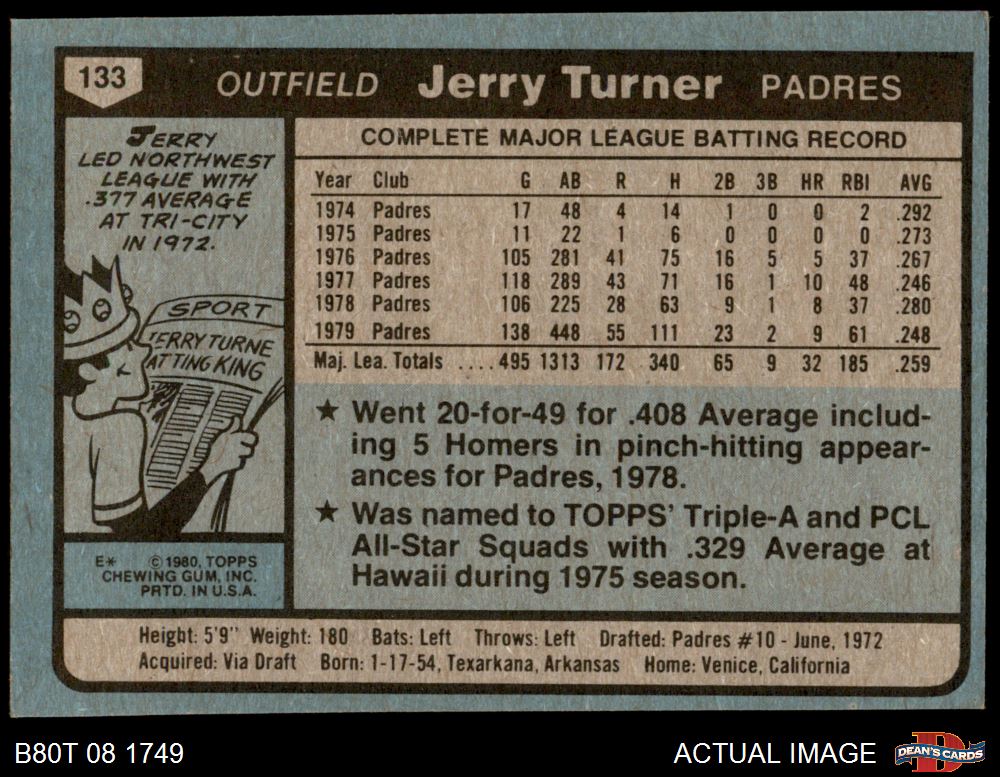 133
OUTFIELD Jerry Turner PADRES
JERRY
LED NORTHWEST
LEAGUE WITH
.377 AVERAGE
AT TRI-CITY
IN 1972.
SPORT
JERRY TURNE
ATTING KING
E* © 1980, TOPPS
CHEWING GUM, INC.
PRTD. IN U.S.A.
COMPLETE MAJOR LEAGUE BATTING RECORD
Year Club G AB R H 2B 3B HR RBI AVG
1974 Padres 17 48 4 14 1 0 0 2 .292
1975 Padres 11 22 1 6 0 0 0 0 .273
1976 Padres 105 281 41 75 16 5 5 37 .267
1977 Padres 118 289 43 71 16 1 10 48 .246
1978 Padres 106 225 28 63 9 1 8 37 .280
1979 Padres 138 448 55 111 23 2 9 61 .248
Maj. Lea. Totals .... 495 1313 172 340 65 9 32 185 .259
★ Went 20-for-49 for .408 Average includ-
ing 5 Homers in pinch-hitting appear-
ances for Padres, 1978.
★ Was named to TOPPS' Triple-A and PCL
All-Star Squads with .329 Average at
Hawaii during 1975 season.
Height: 5'9" Weight: 180 Bats: Left Throws: Left Drafted: Padres #10 - June, 1972
Acquired: Via Draft Born: 1-17-54, Texarkana, Arkansas Home: Venice, California
B80T 08 1749 ACTUAL IMAGE DEAN'S CARDS